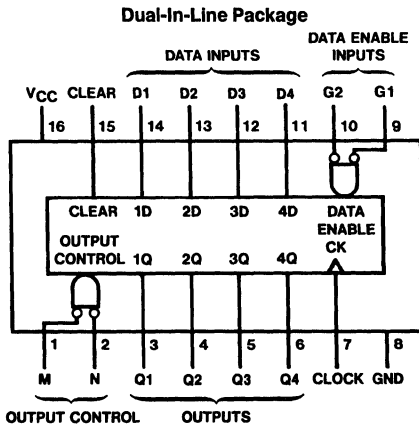 Dual-In-Line Package
DATA INPUTS
DATA ENABLE
INPUTS
VCC CLEAR D1 D2 D3 D4 G2 G1
16 15 14 13 12 11 10 9
CLEAR 1D 2D 3D 4D DATA
ENABLE
OUTPUT
CONTROL 1Q 2Q 3Q 4Q CK
1 2 3 4 5 6 7 8
M N Q1 Q2 Q3 Q4 CLOCK GND
OUTPUT CONTROL OUTPUTS